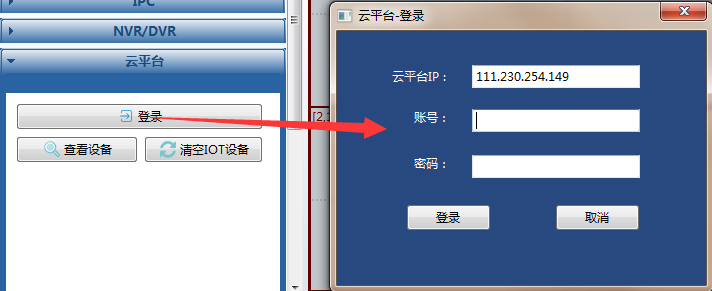 IPC
NVR/DVR
云平台
登录
查看设备
清空IOT设备
[2,
云平台-登录
云平台IP：
111.230.254.149
账号：
密码：
登录
取消